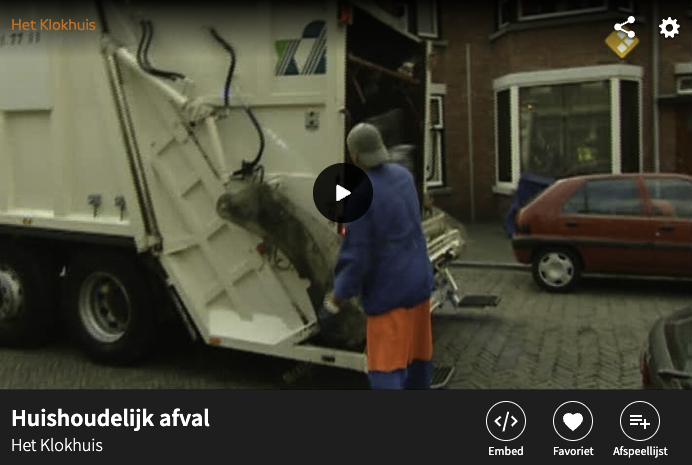 Het Klokhuis
Huishoudelijk afval
Het Klokhuis
Embed
Favoriet
Afspeellijst